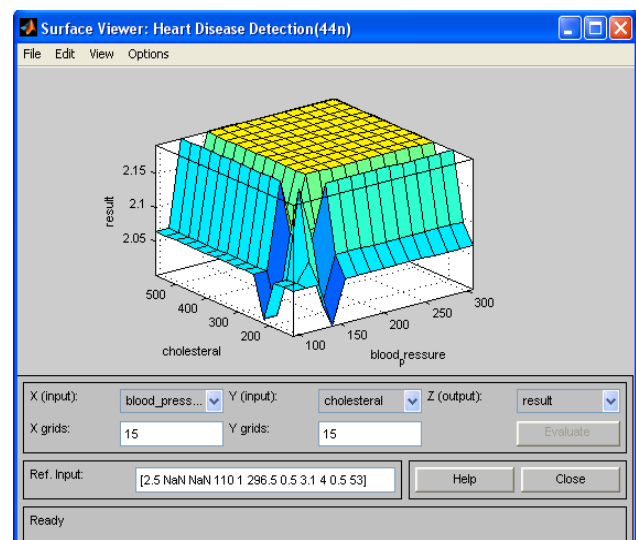 Surface Viewer: Heart Disease Detection(44n)
File Edit View Options
2.15
2.1
2.05
result
500
400
300
200
cholesteral
100
150
200
250
300
blood_pressure
X (input):
blood_press...
Y (input):
cholesteral
Z (output):
result
X grids:
15
Y grids:
15
Evaluate
Ref. Input:
[2.5 NaN NaN 110 1 296.5 0.5 3.1 4 0.5 53]
Help
Close
Ready